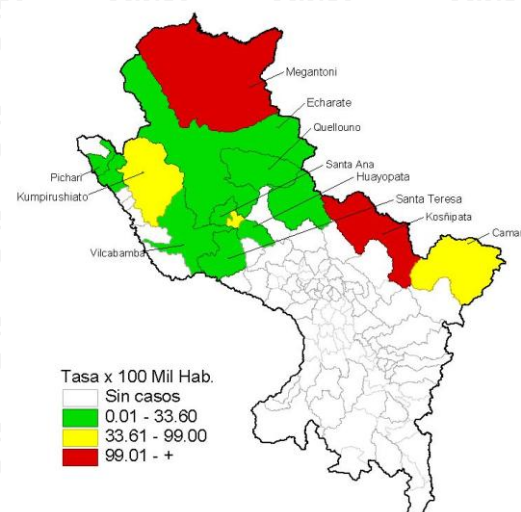 Megantoni
Echarate
Quellouno
Santa Ana
Huayopata
Pichari
Kumpirushiato
Santa Teresa
Kosñipata
Vilcabamba
Tasa x 100 Mil Hab.
Sin casos
0.01 - 33.60
33.61 - 99.00
99.01 - +